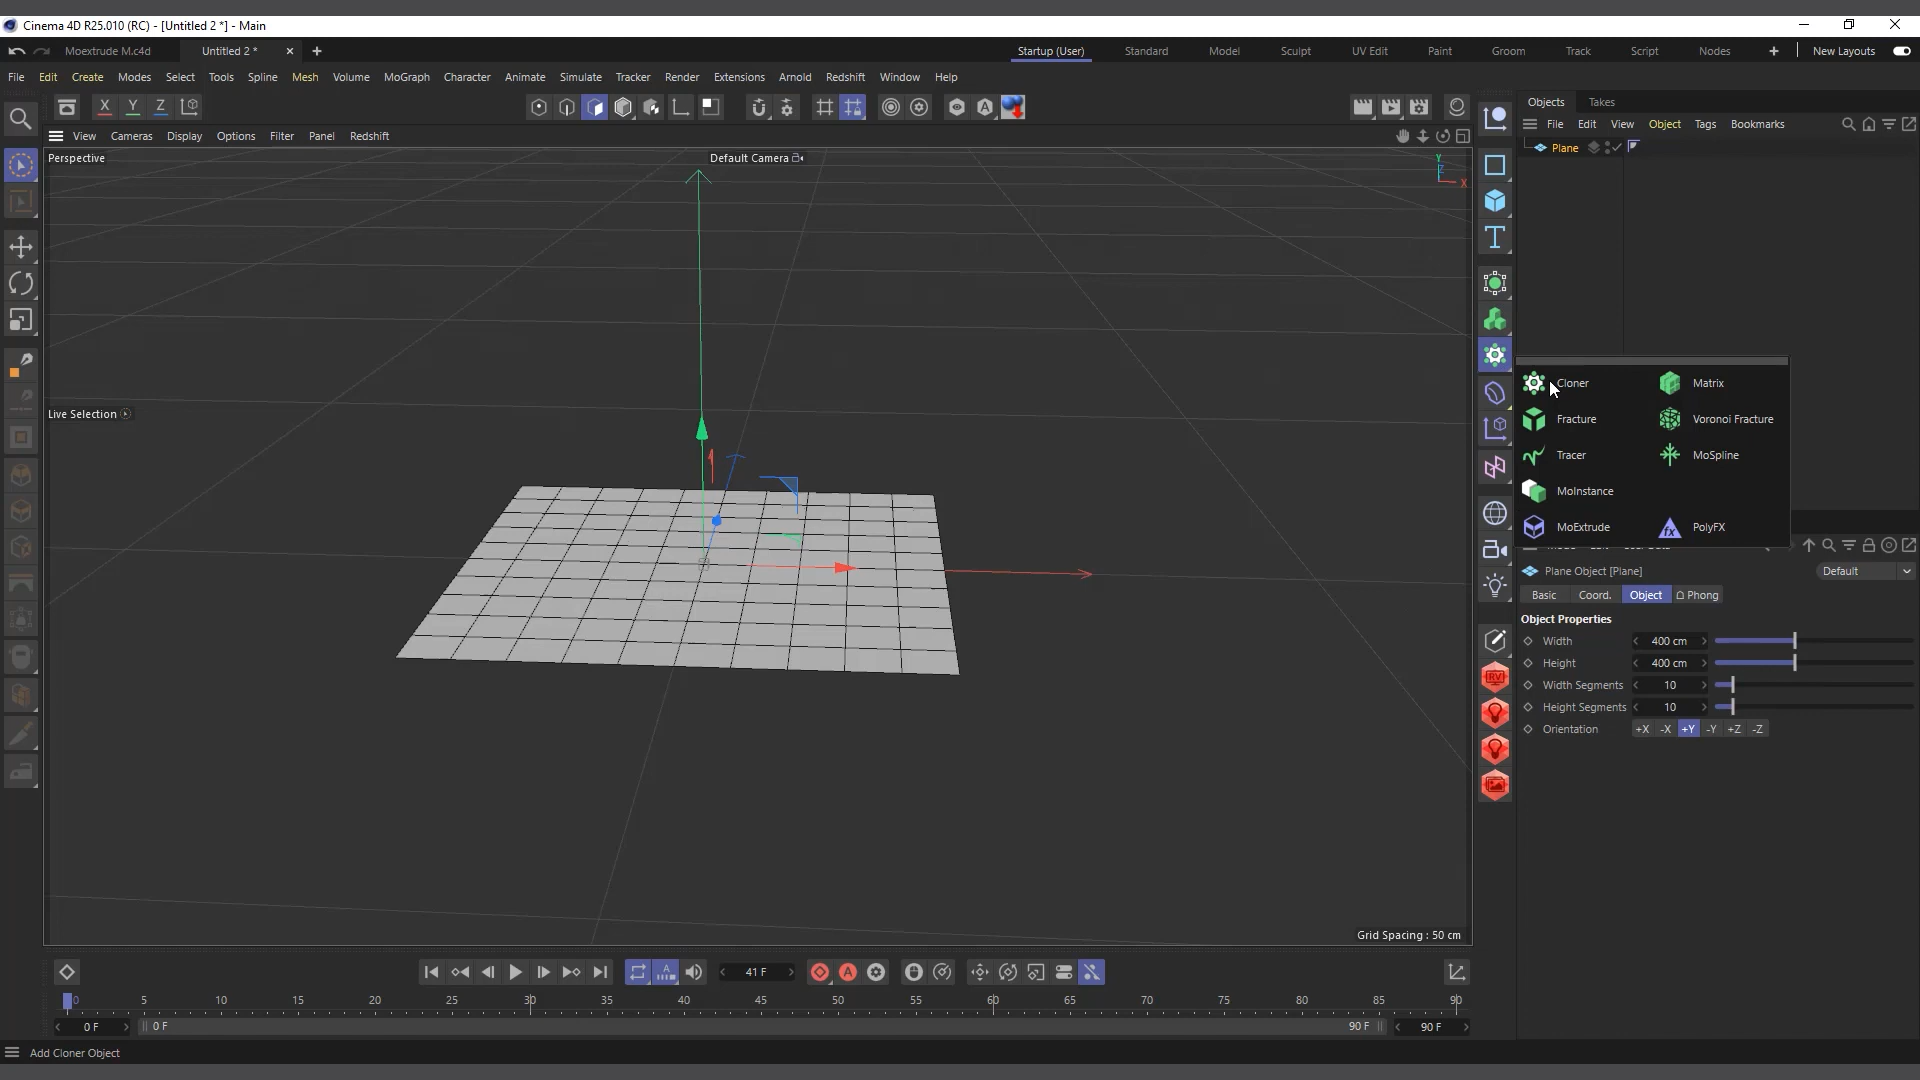 Cinema 4D R25.010 (RC) - [Untitled 2 *] - Main
Moextrude M.c4d Untitled 2 * Startup (User) Standard Model Sculpt UV Edit Paint Groom Track Script Nodes New Layouts
File Edit Create Modes Select Tools Spline Mesh Volume MoGraph Character Animate Simulate Tracker Render Extensions Arnold Redshift Window Help
Objects Takes
X Y Z
File Edit View Object Tags Bookmarks
View Cameras Display Options Filter Panel Redshift
Plane
Perspective Default Camera
Y
Z
X
Cloner Matrix
Live Selection
Fracture Voronoi Fracture
Tracer MoSpline
MoInstance
MoExtrude PolyFX
Plane Object [Plane] Default
Basic Coord. Object Phong
Object Properties
Width 400 cm
Height 400 cm
Width Segments 10
Height Segments 10
Orientation +X -X +Y -Y +Z -Z
RV
Grid Spacing : 50 cm
41 F
0 5 10 15 20 25 30 35 40 45 50 55 60 65 70 75 80 85 90
0 F 0 F 90 F 90 F
Add Cloner Object